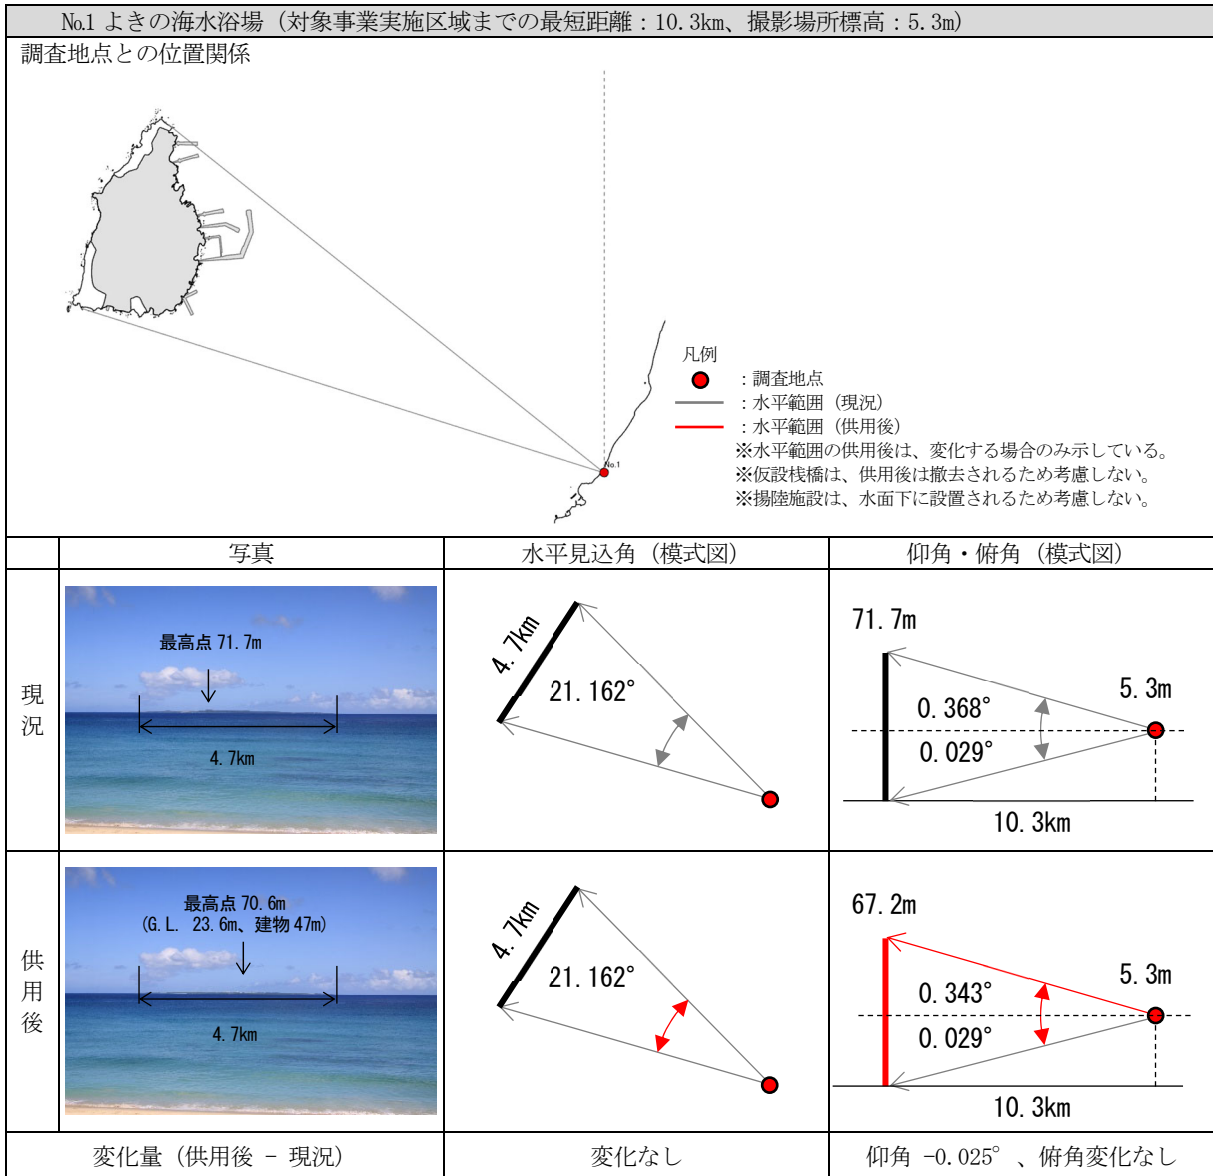 No.1 よきの海水浴場（対象事業実施区域までの最短距離：10.3km、撮影場所標高：5.3m）
調査地点との位置関係
No.1
凡例
：調査地点
：水平範囲（現況）
：水平範囲（供用後）
※水平範囲の供用後は、変化する場合のみ示している。
※仮設桟橋は、供用後は撤去されるため考慮しない。
※揚陸施設は、水面下に設置されるため考慮しない。
写真
水平見込角（模式図）
仰角・俯角（模式図）
現況
最高点 71.7m
4.7km
4.7km
21.162°
71.7m
5.3m
0.368°
0.029°
10.3km
供用後
最高点 70.6m
(G.L. 23.6m、建物 47m)
4.7km
4.7km
21.162°
67.2m
5.3m
0.343°
0.029°
10.3km
変化量（供用後 － 現況）
変化なし
仰角 -0.025°、俯角変化なし